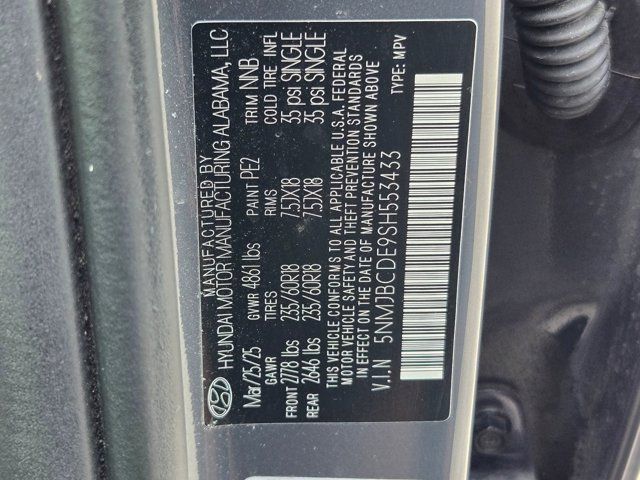 MANUFACTURED BY
HYUNDAI MOTOR MANUFACTURING ALABAMA, LLC
Mar/25/25 GVWR 4861 lbs PAINT PE2 TRIM NNB
GAWR TIRES RIMS COLD TIRE INFL
FRONT 2778 lbs 235/60R18 7.5JX18 35 psi SINGLE
REAR 2646 lbs 235/60R18 7.5JX18 35 psi SINGLE
THIS VEHICLE CONFORMS TO ALL APPLICABLE U.S.A. FEDERAL
MOTOR VEHICLE SAFETY AND THEFT PREVENTION STANDARDS
IN EFFECT ON THE DATE OF MANUFACTURE SHOWN ABOVE
V.I.N 5NMJBCDE9SH553433 TYPE: MPV